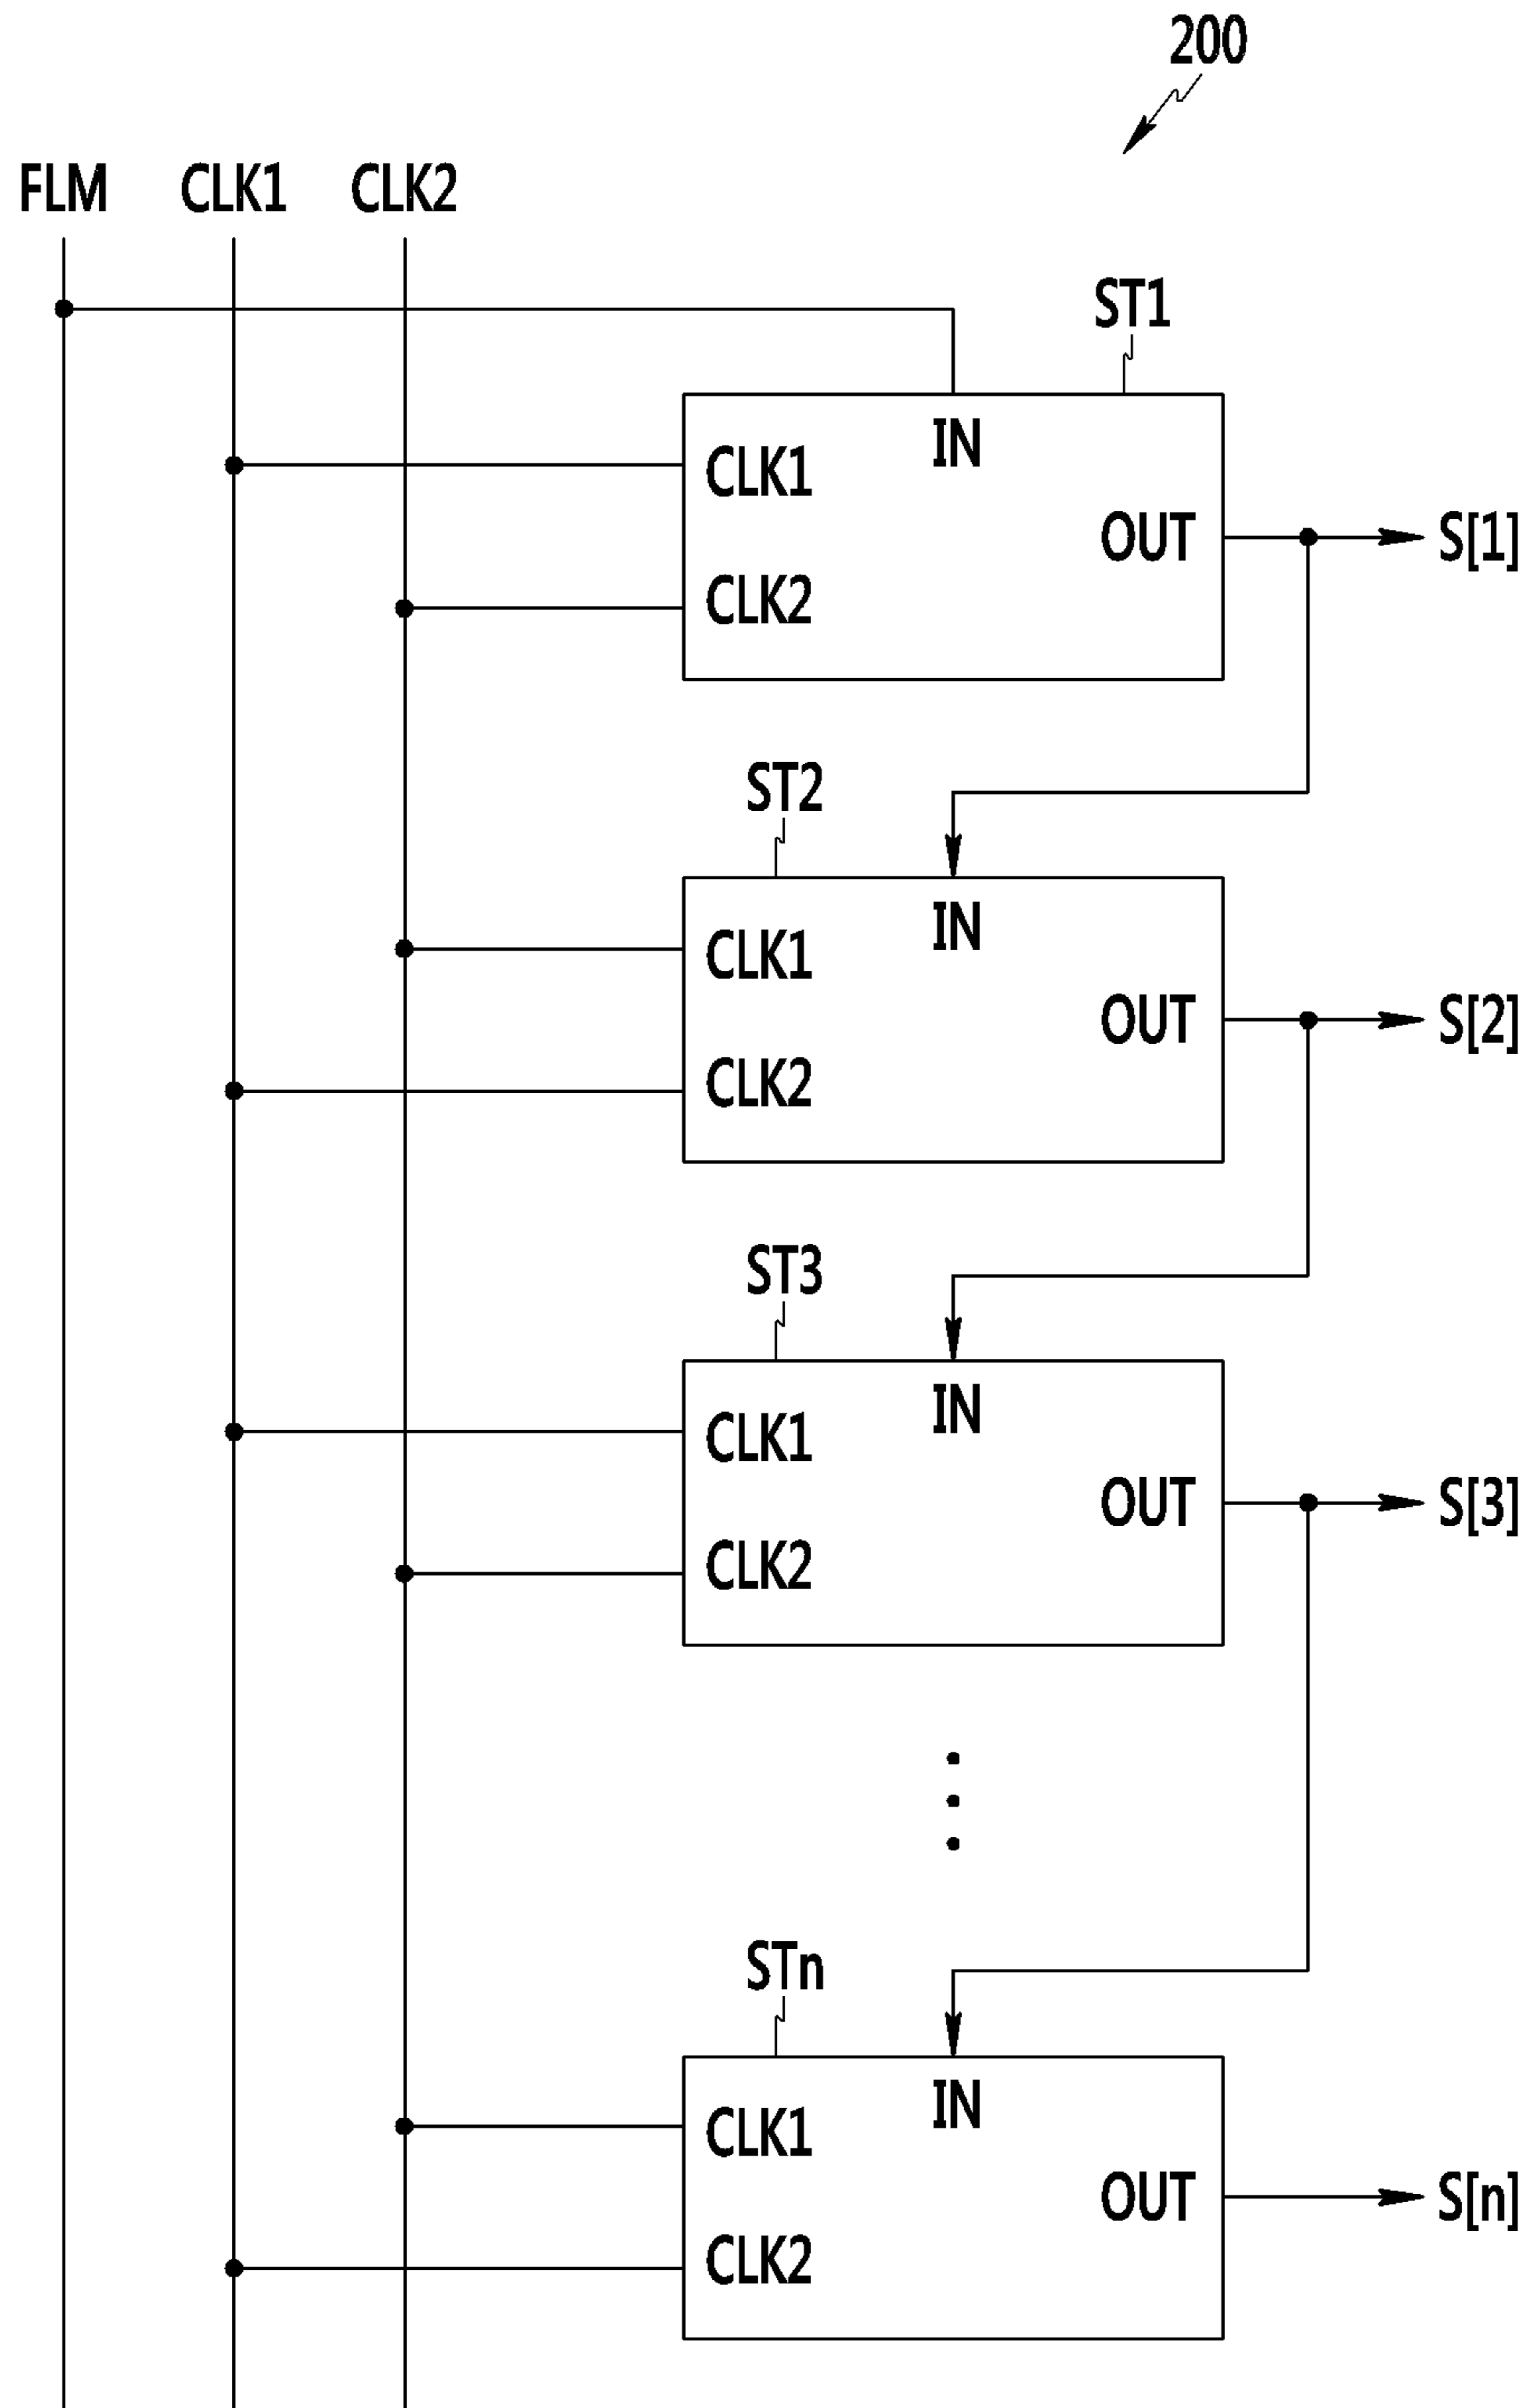 200
FLM CLK1 CLK2
ST1
IN
CLK1
OUT S[1]
CLK2
ST2
IN
CLK1
OUT S[2]
CLK2
ST3
IN
CLK1
OUT S[3]
CLK2
STn
IN
CLK1
OUT S[n]
CLK2